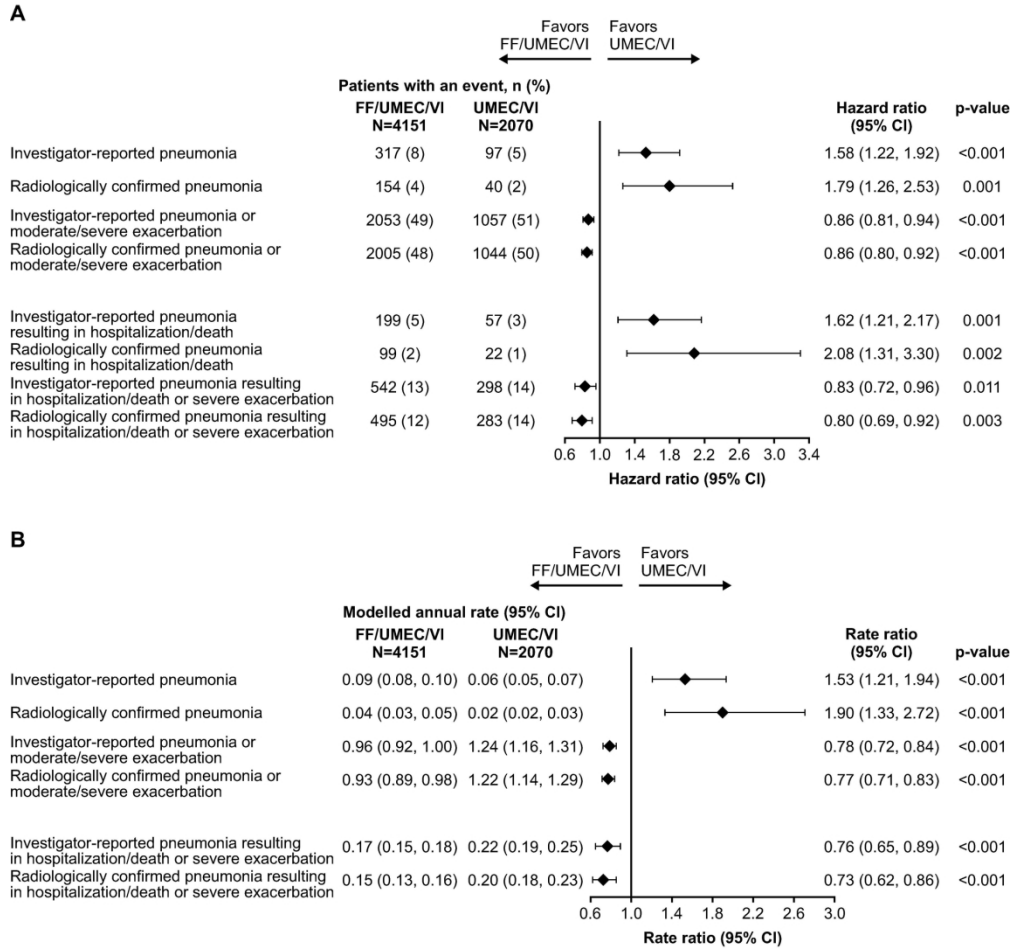 A
Favors
FF/UMEC/VI
Favors
UMEC/VI
Patients with an event, n (%)
FF/UMEC/VI
N=4151
UMEC/VI
N=2070
Hazard ratio
(95% CI)
p-value
Investigator-reported pneumonia 317 (8) 97 (5) 1.58 (1.22, 1.92) <0.001
Radiologically confirmed pneumonia 154 (4) 40 (2) 1.79 (1.26, 2.53) 0.001
Investigator-reported pneumonia or
moderate/severe exacerbation 2053 (49) 1057 (51) 0.86 (0.81, 0.94) <0.001
Radiologically confirmed pneumonia or
moderate/severe exacerbation 2005 (48) 1044 (50) 0.86 (0.80, 0.92) <0.001
Investigator-reported pneumonia
resulting in hospitalization/death 199 (5) 57 (3) 1.62 (1.21, 2.17) 0.001
Radiologically confirmed pneumonia
resulting in hospitalization/death 99 (2) 22 (1) 2.08 (1.31, 3.30) 0.002
Investigator-reported pneumonia resulting
in hospitalization/death or severe exacerbation 542 (13) 298 (14) 0.83 (0.72, 0.96) 0.011
Radiologically confirmed pneumonia resulting
in hospitalization/death or severe exacerbation 495 (12) 283 (14) 0.80 (0.69, 0.92) 0.003
0.6 1.0 1.4 1.8 2.2 2.6 3.0 3.4
Hazard ratio (95% CI)
B
Favors
FF/UMEC/VI
Favors
UMEC/VI
Modelled annual rate (95% CI)
FF/UMEC/VI
N=4151
UMEC/VI
N=2070
Rate ratio
(95% CI)
p-value
Investigator-reported pneumonia 0.09 (0.08, 0.10) 0.06 (0.05, 0.07) 1.53 (1.21, 1.94) <0.001
Radiologically confirmed pneumonia 0.04 (0.03, 0.05) 0.02 (0.02, 0.03) 1.90 (1.33, 2.72) <0.001
Investigator-reported pneumonia or
moderate/severe exacerbation 0.96 (0.92, 1.00) 1.24 (1.16, 1.31) 0.78 (0.72, 0.84) <0.001
Radiologically confirmed pneumonia or
moderate/severe exacerbation 0.93 (0.89, 0.98) 1.22 (1.14, 1.29) 0.77 (0.71, 0.83) <0.001
Investigator-reported pneumonia resulting
in hospitalization/death or severe exacerbation 0.17 (0.15, 0.18) 0.22 (0.19, 0.25) 0.76 (0.65, 0.89) <0.001
Radiologically confirmed pneumonia resulting
in hospitalization/death or severe exacerbation 0.15 (0.13, 0.16) 0.20 (0.18, 0.23) 0.73 (0.62, 0.86) <0.001
0.6 1.0 1.4 1.8 2.2 2.6 3.0
Rate ratio (95% CI)